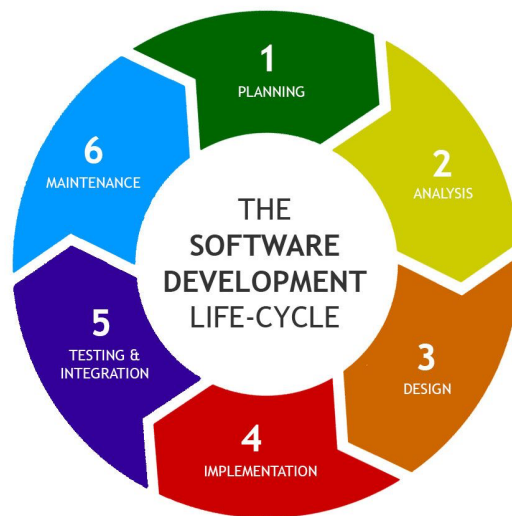 THE
SOFTWARE
DEVELOPMENT
LIFE-CYCLE
1
PLANNING
2
ANALYSIS
3
DESIGN
4
IMPLEMENTATION
5
TESTING &
INTEGRATION
6
MAINTENANCE